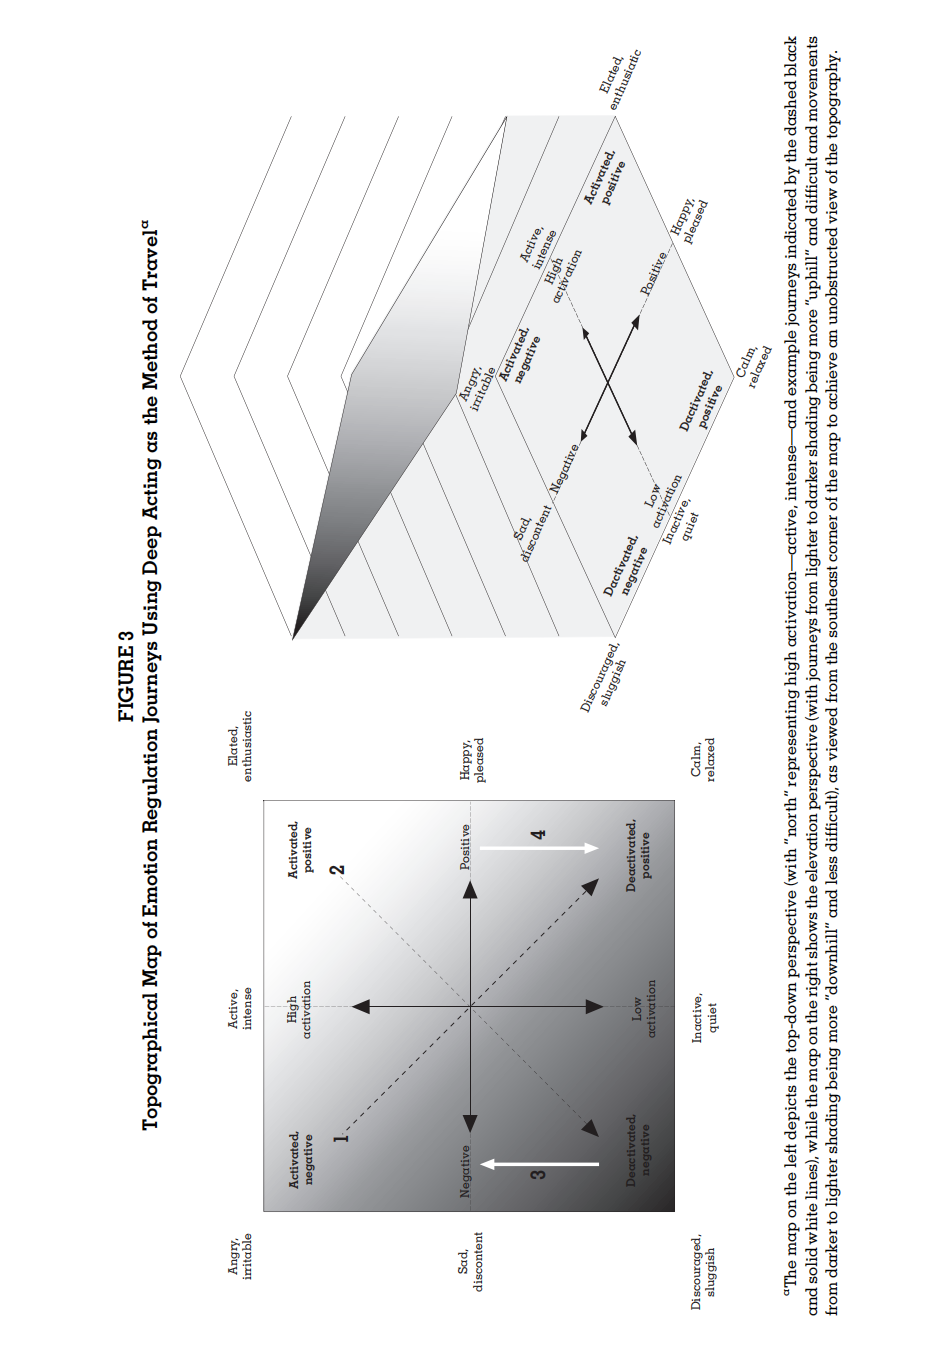 FIGURE 3
Topographical Map of Emotion Regulation Journeys Using Deep Acting as the Method of Travelᵃ
Angry,
irritable
Active,
intense
Elated,
enthusiastic
Activated,
negative
High
activation
Activated,
positive
1
2
Sad,
discontent
Negative
Positive
Happy,
pleased
3
4
Deactivated,
negative
Low
activation
Deactivated,
positive
Discouraged,
sluggish
Inactive,
quiet
Calm,
relaxed
Angry,
irritable
Activated,
negative
Active,
intense
High
activation
Activated,
positive
Elated,
enthusiatic
Sad,
discontent
Negative
Positive
Happy,
pleased
Discouraged,
sluggish
Dactivated,
negative
Low
activation
Inactive,
quiet
Dactivated,
positive
Calm,
relaxed
ᵃThe map on the left depicts the top-down perspective (with "north" representing high activation—active, intense—and example journeys indicated by the dashed black
and solid white lines), while the map on the right shows the elevation perspective (with journeys from lighter to darker shading being more "uphill" and difficult and movements
from darker to lighter shading being more "downhill" and less difficult), as viewed from the southeast corner of the map to achieve an unobstructed view of the topography.